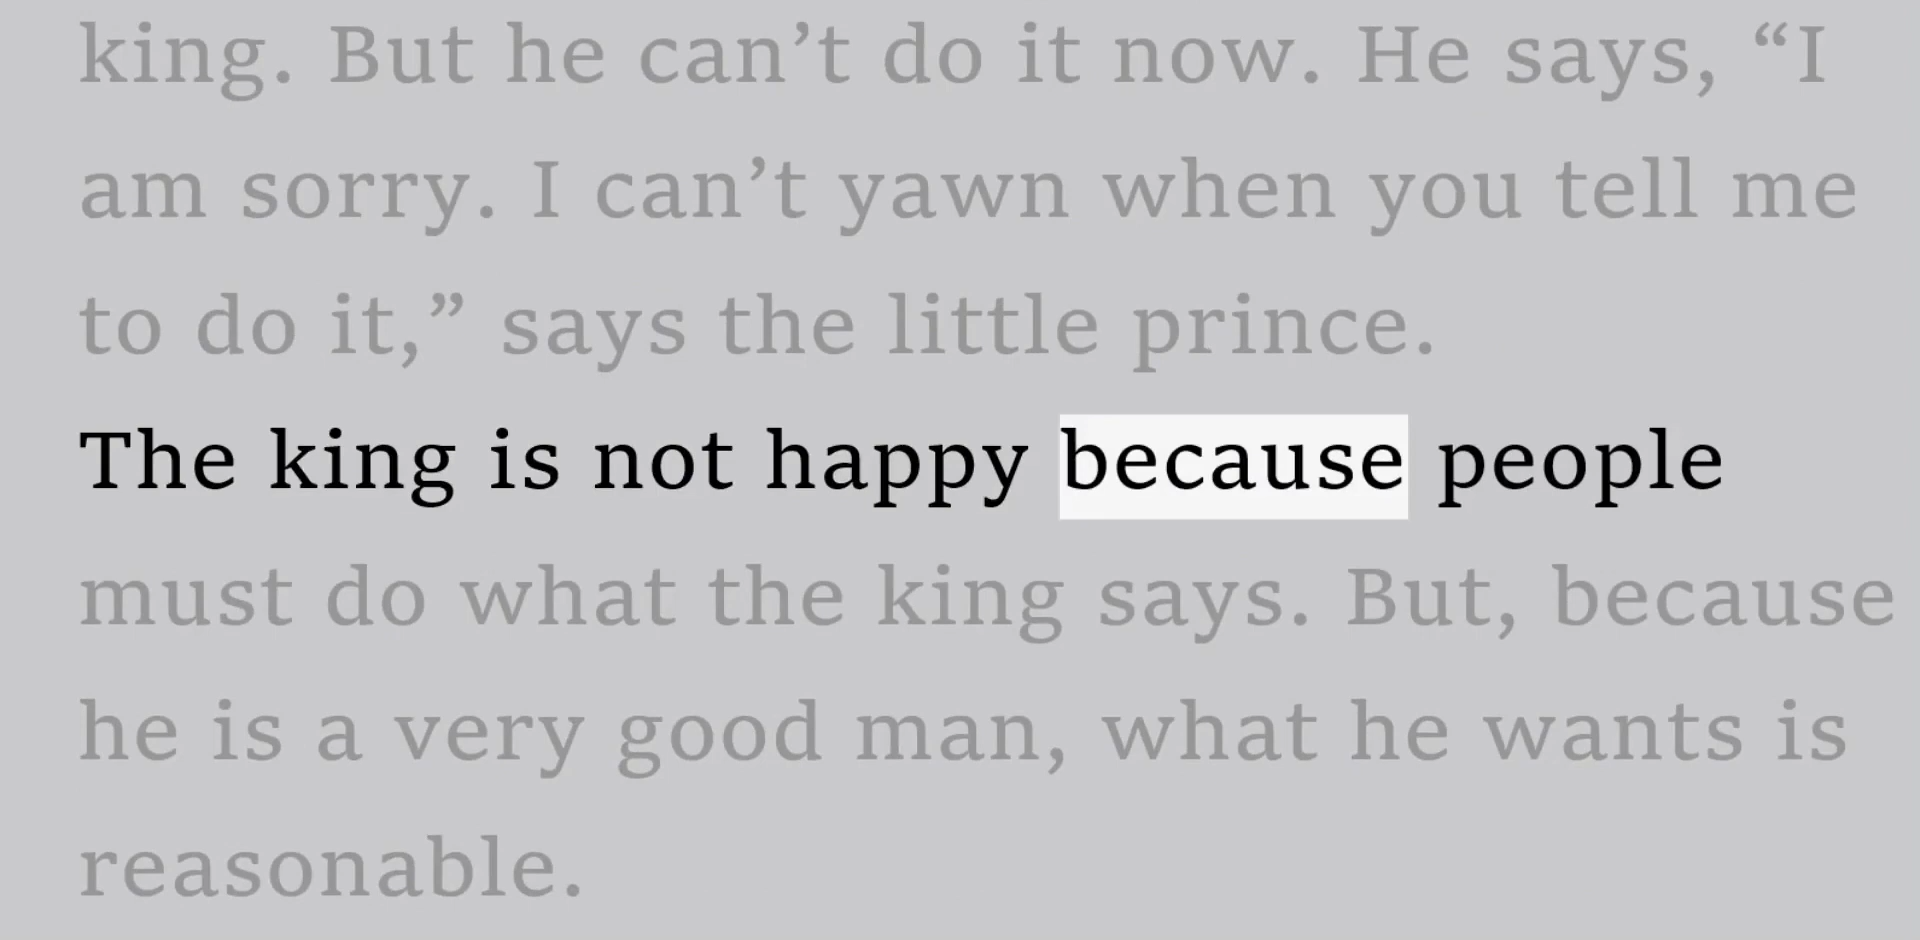 king. But he can’t do it now. He says, “I
am sorry. I can’t yawn when you tell me
to do it,” says the little prince.
The king is not happy because people
must do what the king says. But, because
he is a very good man, what he wants is
reasonable.